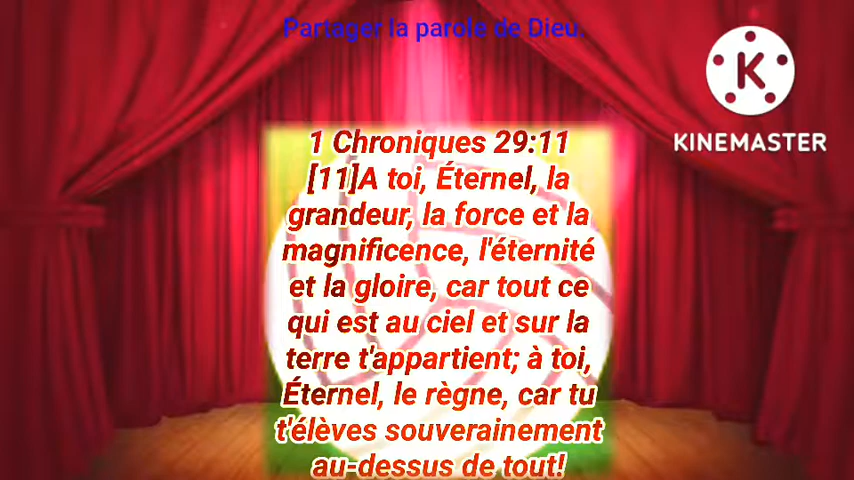 Partager la parole de Dieu.
K
KINEMASTER
1 Chroniques 29:11
[11]A toi, Éternel, la
grandeur, la force et la
magnificence, l'éternité
et la gloire, car tout ce
qui est au ciel et sur la
terre t'appartient; à toi,
Éternel, le règne, car tu
t'élèves souverainement
au-dessus de tout!